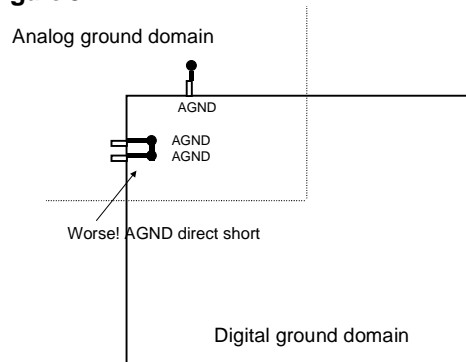 Analog ground domain
AGND
AGND
AGND
Worse! AGND direct short
Digital ground domain